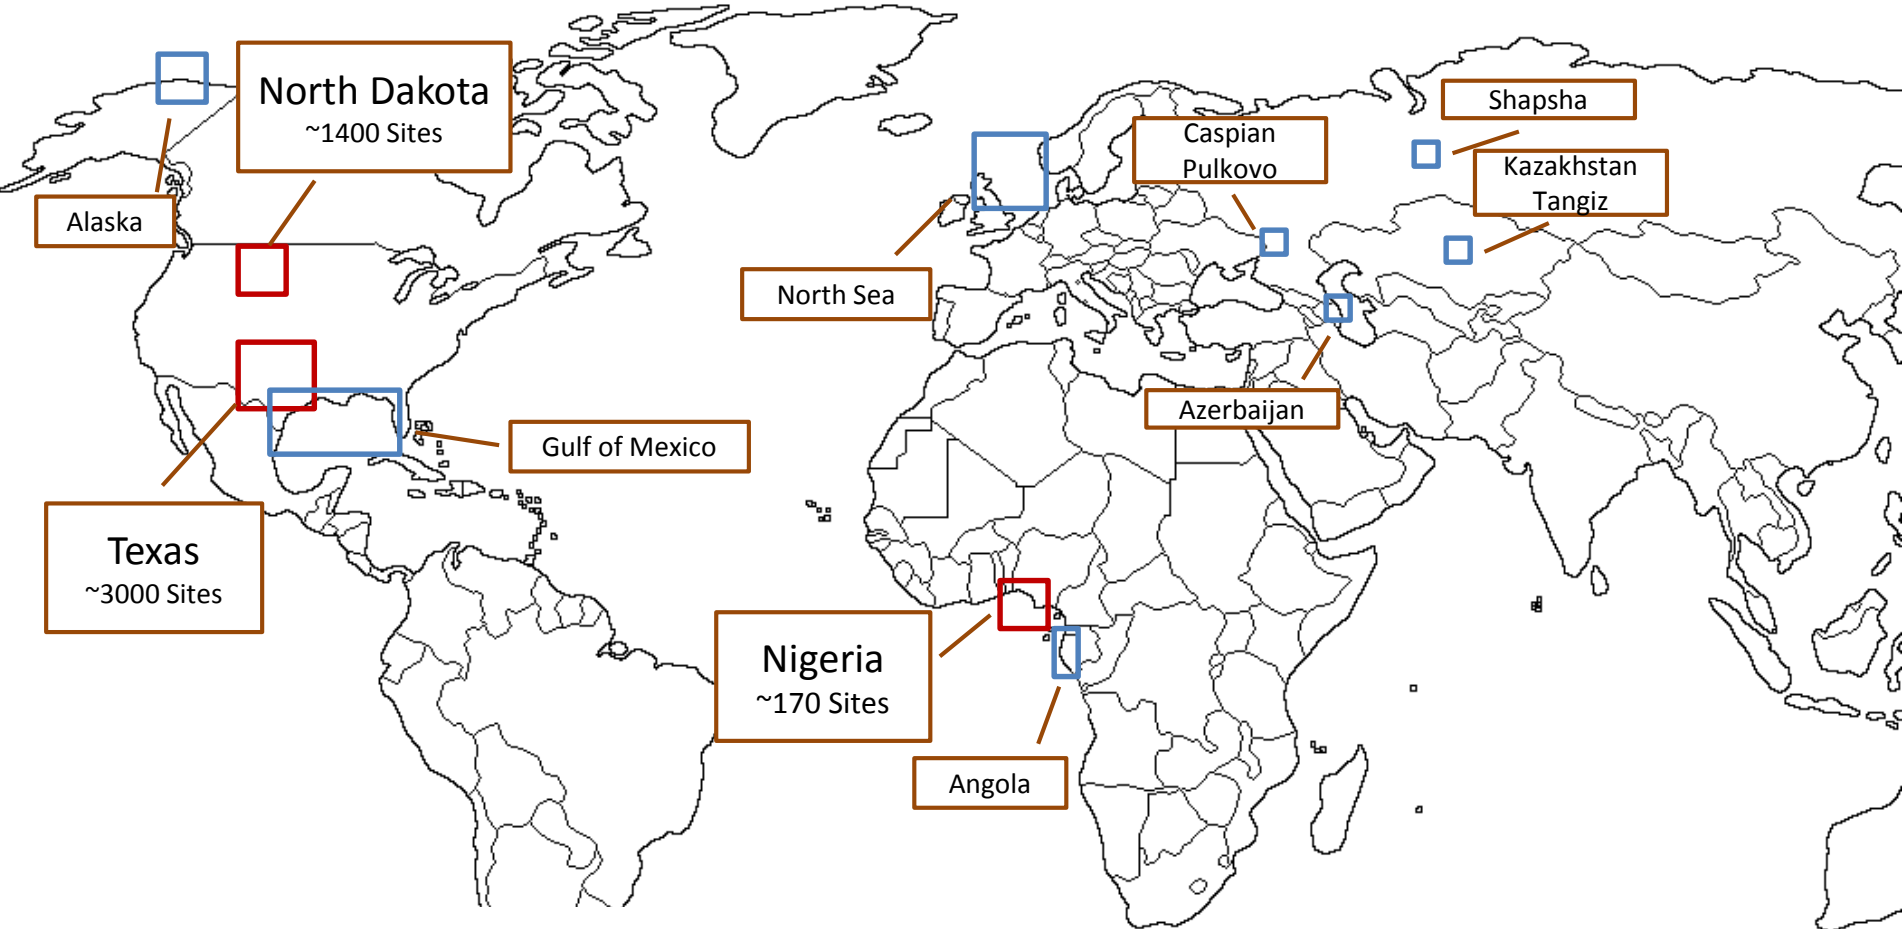 North Dakota
~1400 Sites
Shapsha
Caspian
Pulkovo
Kazakhstan
Tangiz
Alaska
North Sea
Azerbaijan
Gulf of Mexico
Texas
~3000 Sites
Nigeria
~170 Sites
Angola